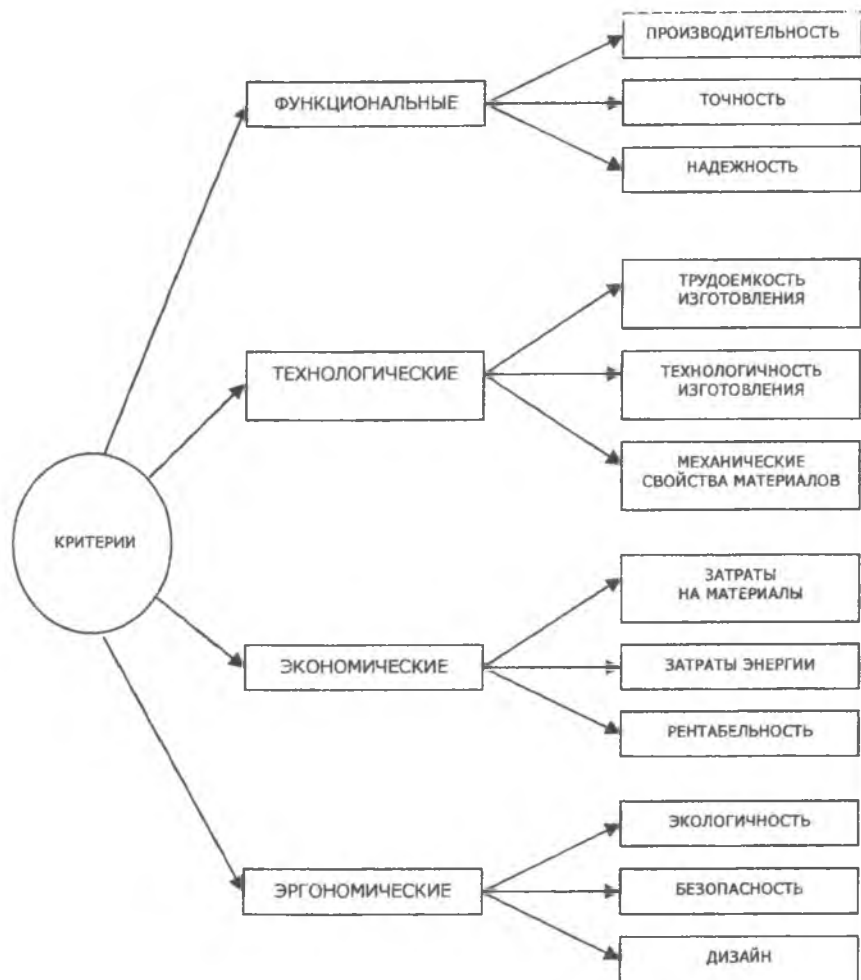 КРИТЕРИИ
ФУНКЦИОНАЛЬНЫЕ
ПРОИЗВОДИТЕЛЬНОСТЬ
ТОЧНОСТЬ
НАДЕЖНОСТЬ
ТЕХНОЛОГИЧЕСКИЕ
ТРУДОЕМКОСТЬ
ИЗГОТОВЛЕНИЯ
ТЕХНОЛОГИЧНОСТЬ
ИЗГОТОВЛЕНИЯ
МЕХАНИЧЕСКИЕ
СВОЙСТВА МАТЕРИАЛОВ
ЭКОНОМИЧЕСКИЕ
ЗАТРАТЫ
НА МАТЕРИАЛЫ
ЗАТРАТЫ ЭНЕРГИИ
РЕНТАБЕЛЬНОСТЬ
ЭРГОНОМИЧЕСКИЕ
ЭКОЛОГИЧНОСТЬ
БЕЗОПАСНОСТЬ
ДИЗАЙН